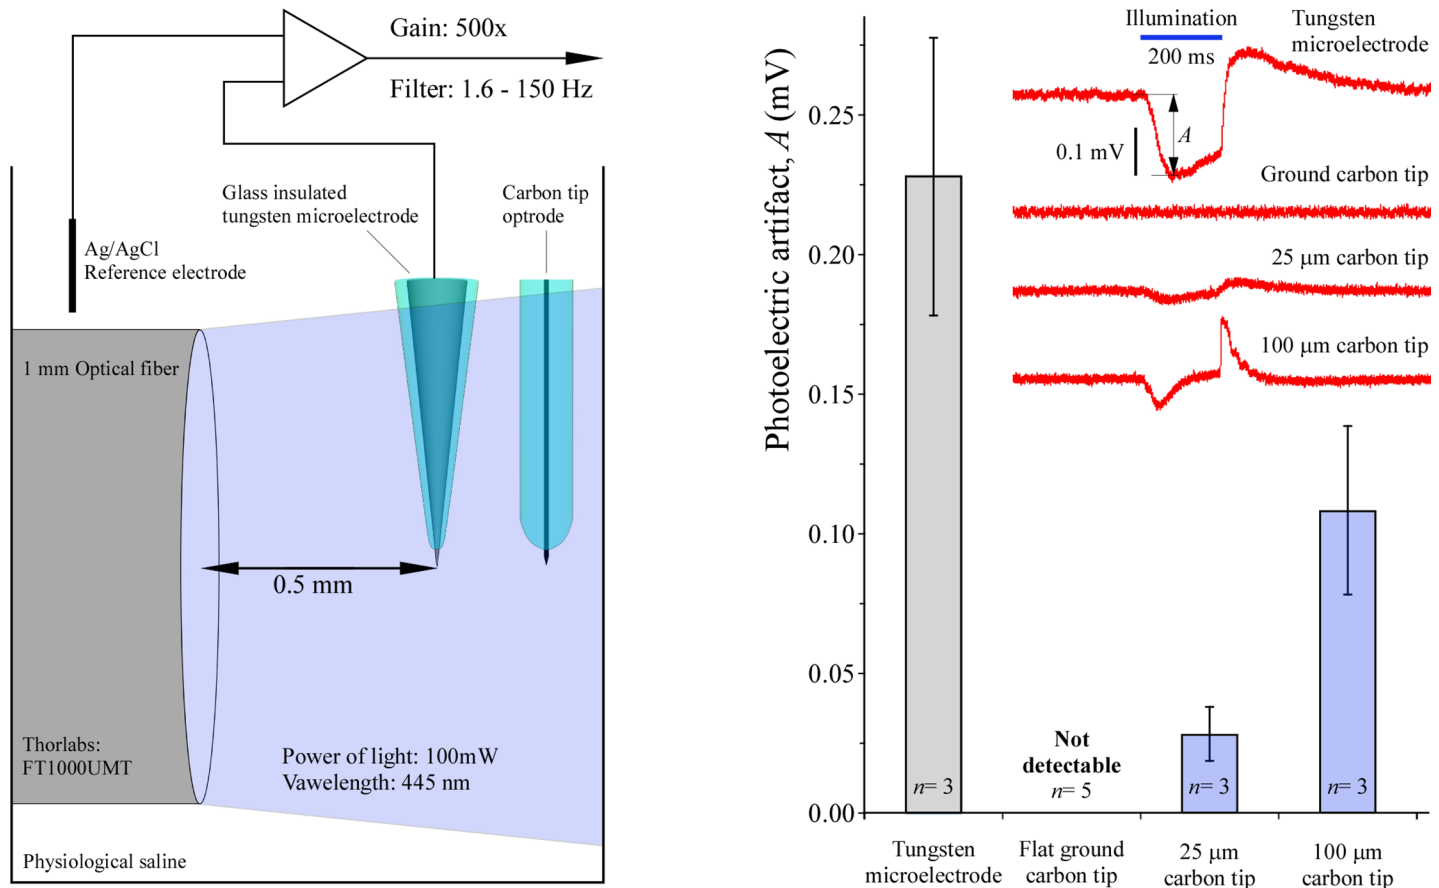 Gain: 500x
Filter: 1.6 - 150 Hz
Glass insulated
tungsten microelectrode
Carbon tip
optrode
Ag/AgCl
Reference electrode
1 mm Optical fiber
0.5 mm
Thorlabs:
FT1000UMT
Power of light: 100mW
Vawelength: 445 nm
Physiological saline
Photoelectric artifact, A (mV)
0.25
0.20
0.15
0.10
0.05
0.00
Illumination
200 ms
Tungsten
microelectrode
A
0.1 mV
Ground carbon tip
25 µm carbon tip
100 µm carbon tip
n= 3
Not
detectable
n= 5
n= 3
n= 3
Tungsten
microelectrode
Flat ground
carbon tip
25 µm
carbon tip
100 µm
carbon tip